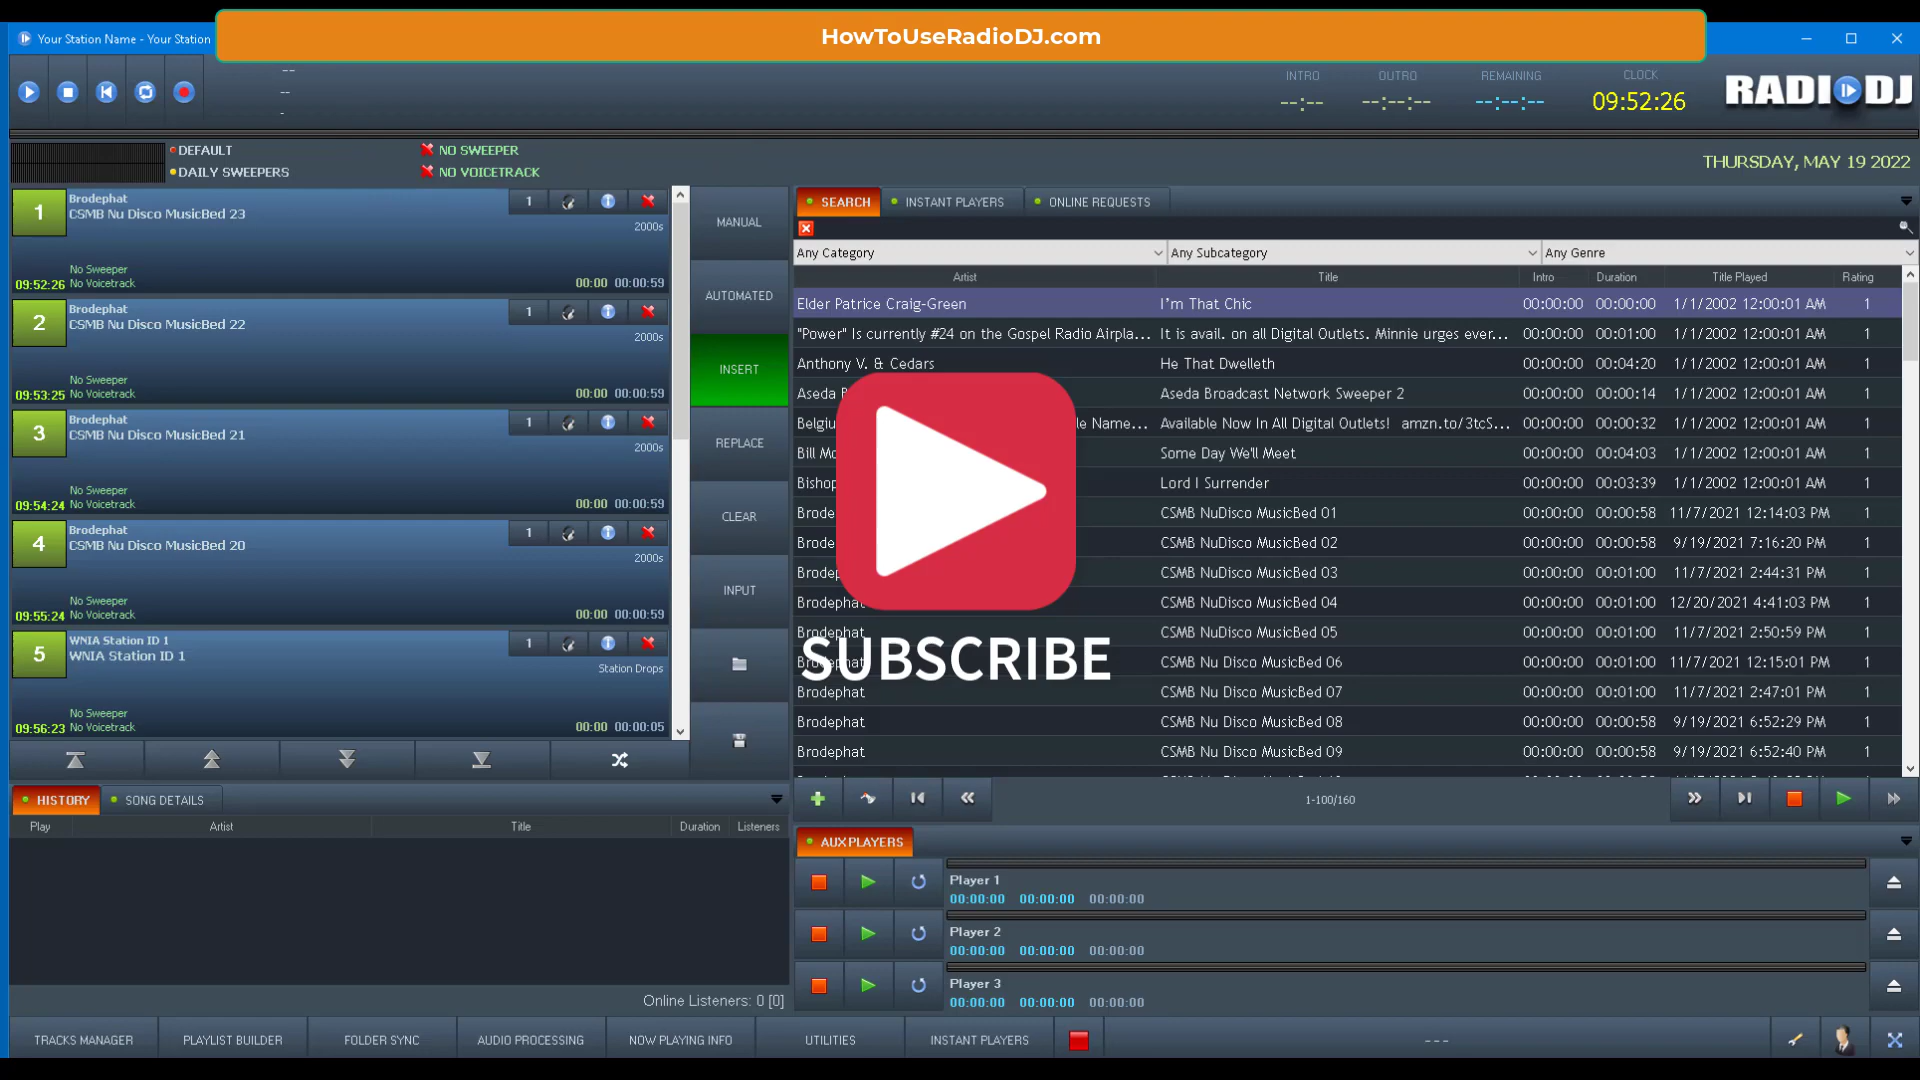 HowToUseRadioDJ.com
Your Station Name - Your Station
--
--
-
INTRO OUTRO REMAINING CLOCK
--:-- --:--:-- --:--:-- 09:52:26
RADIODJ
DEFAULT NO SWEEPER
DAILY SWEEPERS NO VOICETRACK
THURSDAY, MAY 19 2022
1 Brodephat 1
CSMB Nu Disco MusicBed 23
2000s
No Sweeper
09:52:26 No Voicetrack 00:00 00:00:59
2 Brodephat 1
CSMB Nu Disco MusicBed 22
2000s
No Sweeper
09:53:25 No Voicetrack 00:00 00:00:59
3 Brodephat 1
CSMB Nu Disco MusicBed 21
2000s
No Sweeper
09:54:24 No Voicetrack 00:00 00:00:59
4 Brodephat 1
CSMB Nu Disco MusicBed 20
2000s
No Sweeper
09:55:24 No Voicetrack 00:00 00:00:59
5 WNIA Station ID 1 1
WNIA Station ID 1
Station Drops
No Sweeper
09:56:23 No Voicetrack 00:00 00:00:05
MANUAL
AUTOMATED
INSERT
REPLACE
CLEAR
INPUT
SEARCH INSTANT PLAYERS ONLINE REQUESTS
Any Category Any Subcategory Any Genre
Artist Title Intro Duration Title Played Rating
Elder Patrice Craig-Green I'm That Chic 00:00:00 00:00:00 1/1/2002 12:00:01 AM 1
"Power" Is currently #24 on the Gospel Radio Airpla... It is avail. on all Digital Outlets. Minnie urges ever... 00:00:00 00:01:00 1/1/2002 12:00:01 AM 1
Anthony V. & Cedars He That Dwelleth 00:00:00 00:04:20 1/1/2002 12:00:01 AM 1
Aseda Aseda Broadcast Network Sweeper 2 00:00:00 00:00:14 1/1/2002 12:00:01 AM 1
Name... Available Now In All Digital Outlets! amzn.to/3tcS... 00:00:00 00:00:32 1/1/2002 12:00:01 AM 1
Bill Some Day We'll Meet 00:00:00 00:04:03 1/1/2002 12:00:01 AM 1
Bishop Lord I Surrender 00:00:00 00:03:39 1/1/2002 12:00:01 AM 1
Brode CSMB NuDisco MusicBed 01 00:00:00 00:00:58 11/7/2021 12:14:03 PM 1
Brode CSMB NuDisco MusicBed 02 00:00:00 00:00:58 9/19/2021 7:16:20 PM 1
Brodep CSMB NuDisco MusicBed 03 00:00:00 00:01:00 11/7/2021 2:44:31 PM 1
Brodephat CSMB NuDisco MusicBed 04 00:00:00 00:01:00 12/20/2021 4:41:03 PM 1
Brodephat CSMB NuDisco MusicBed 05 00:00:00 00:01:00 11/7/2021 2:50:59 PM 1
Brodephat CSMB Nu Disco MusicBed 06 00:00:00 00:00:58 11/7/2021 12:15:01 PM 1
SUBSCRIBE
Brodephat CSMB Nu Disco MusicBed 07 00:00:00 00:01:00 11/7/2021 2:47:01 PM 1
Brodephat CSMB Nu Disco MusicBed 08 00:00:00 00:00:58 9/19/2021 6:52:29 PM 1
Brodephat CSMB Nu Disco MusicBed 09 00:00:00 00:00:58 9/19/2021 6:52:40 PM 1
1-100/160
HISTORY SONG DETAILS
Play Artist Title Duration Listeners
Online Listeners: 0 [0]
AUX PLAYERS
Player 1
00:00:00 00:00:00 00:00:00
Player 2
00:00:00 00:00:00 00:00:00
Player 3
00:00:00 00:00:00 00:00:00
TRACKS MANAGER PLAYLIST BUILDER FOLDER SYNC AUDIO PROCESSING NOW PLAYING INFO UTILITIES INSTANT PLAYERS ---